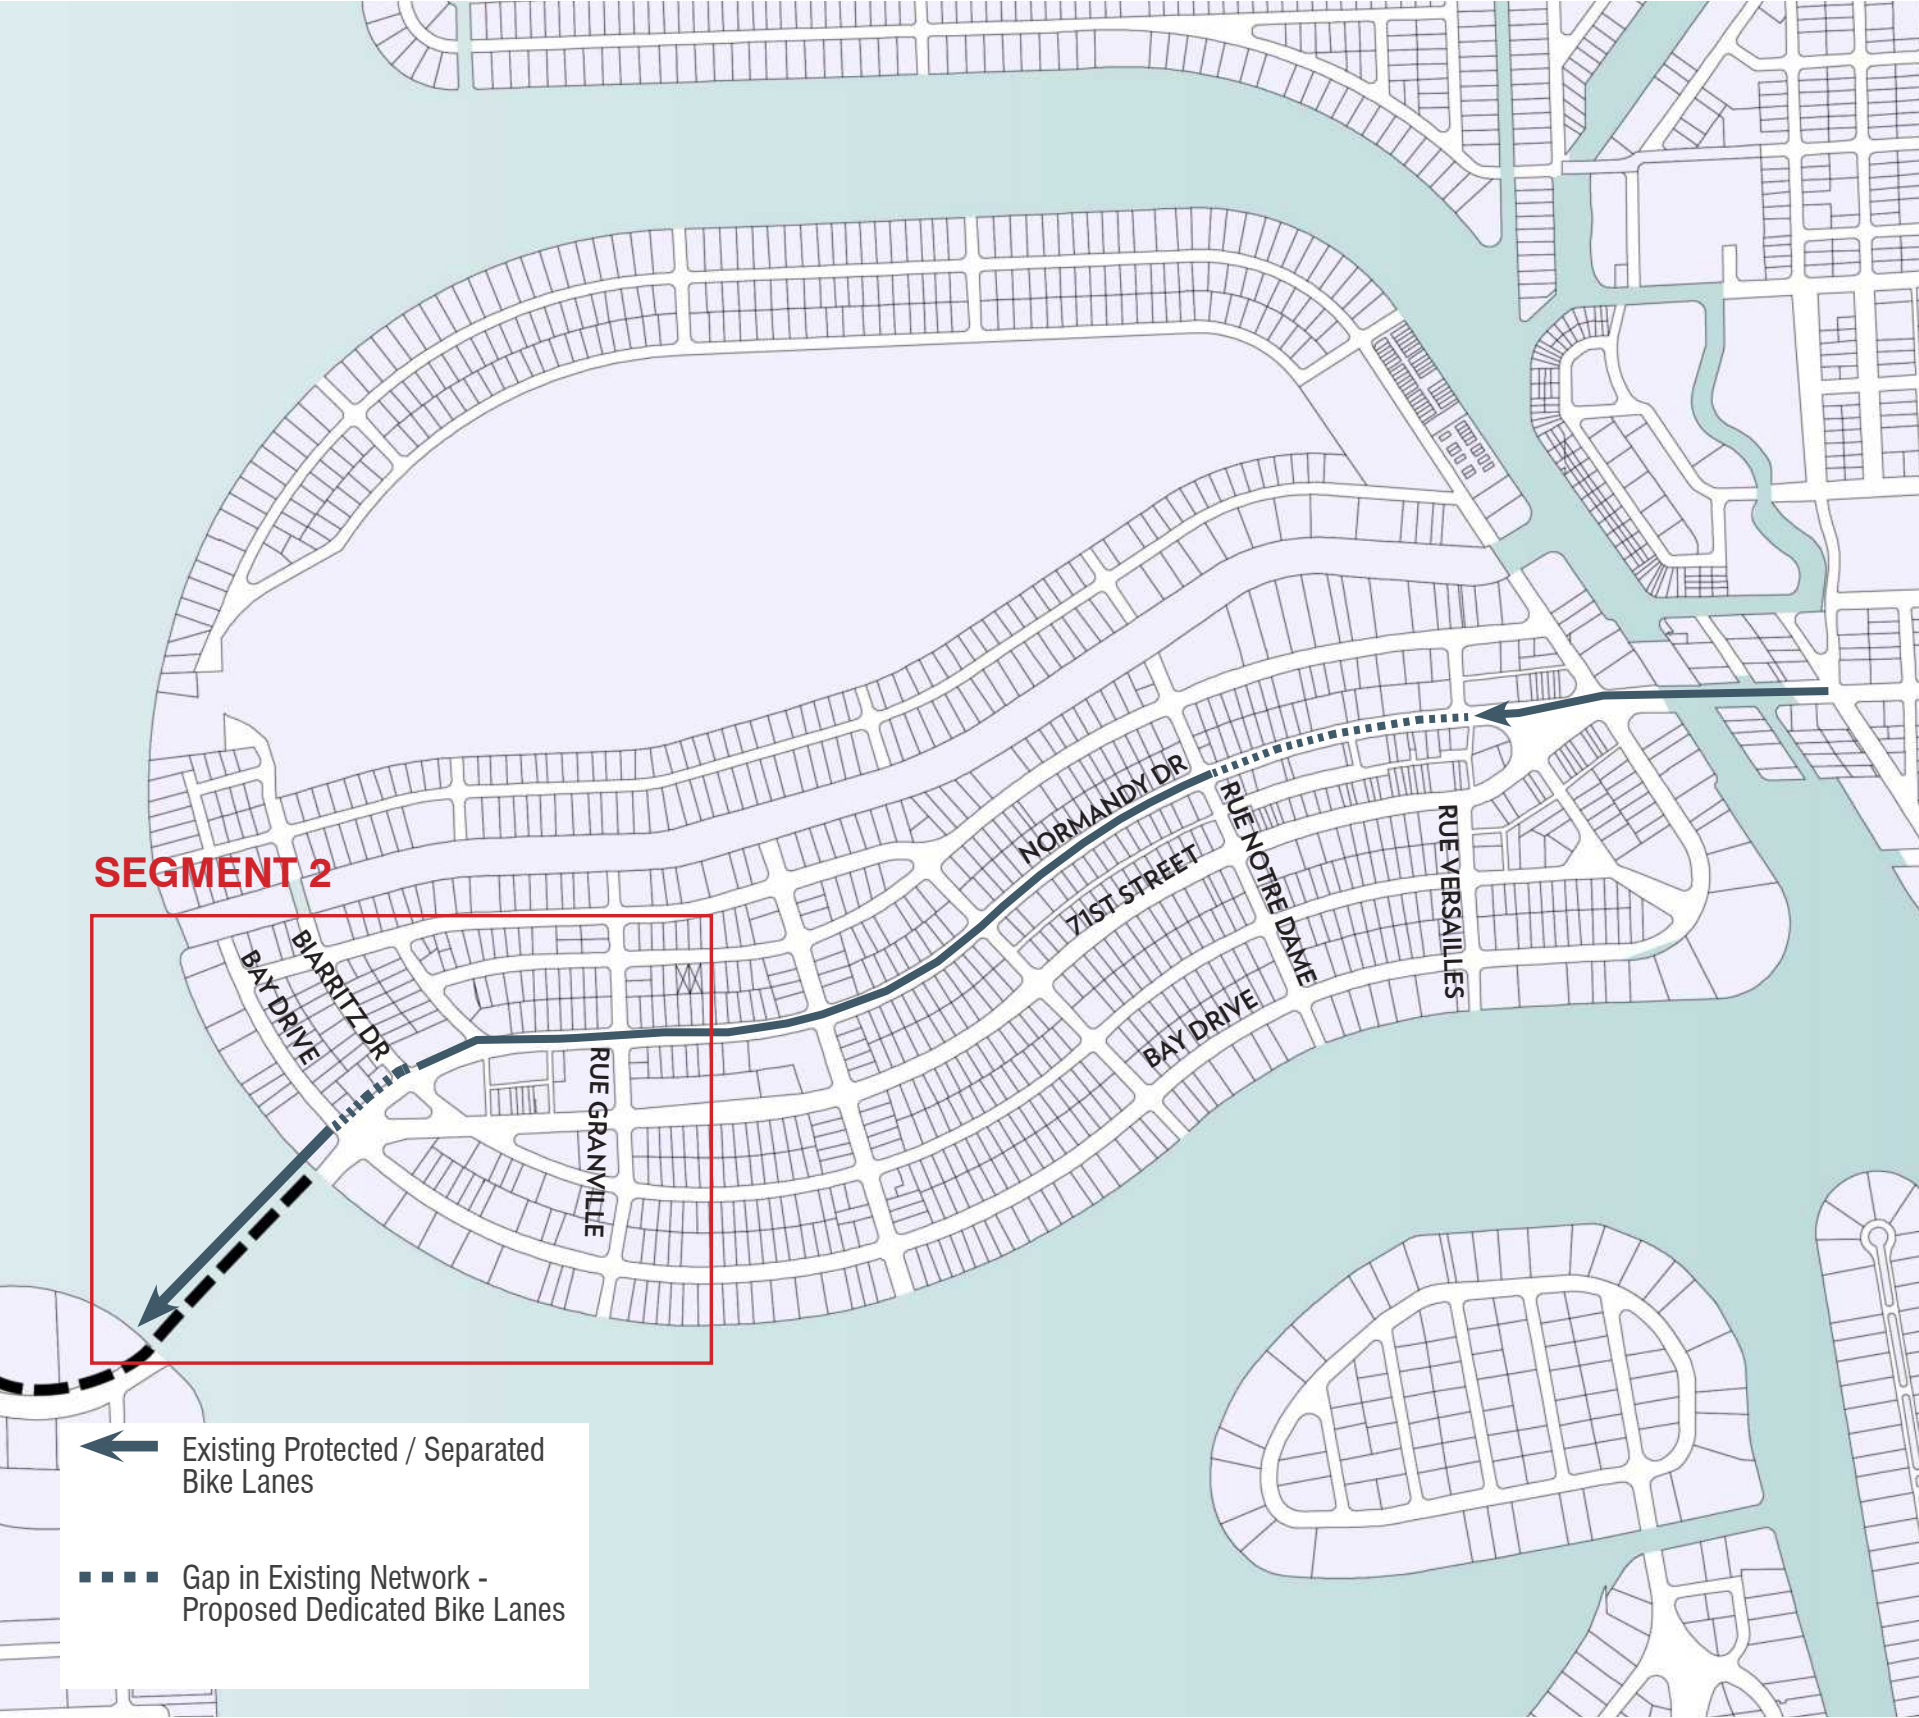 NORMANDY DR
RUE NOTRE DAME
RUE VERSAILLES
71ST STREET
SEGMENT 2
BIARRITZ DR
BAY DRIVE
BAY DRIVE
RUE GRANVILLE
Existing Protected / Separated
Bike Lanes
Gap in Existing Network -
Proposed Dedicated Bike Lanes